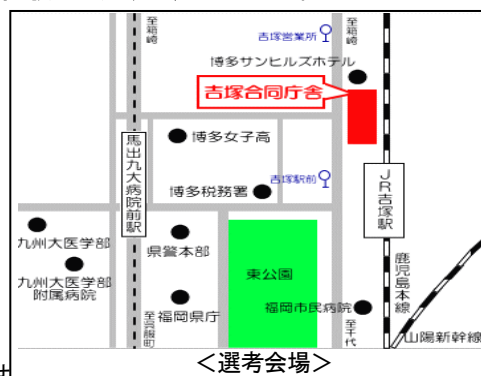 至箱崎
吉塚営業所
至箱崎
博多サンヒルズホテル
吉塚合同庁舎
博多女子高
馬出九大病院前駅
吉塚駅前
JR吉塚駅
博多税務署
九州大医学部
県警本部
九州大医学部
附属病院
東公園
鹿児島本線
福岡県庁
福岡市民病院
至呉服町
至千代
山陽新幹線
＜選考会場＞